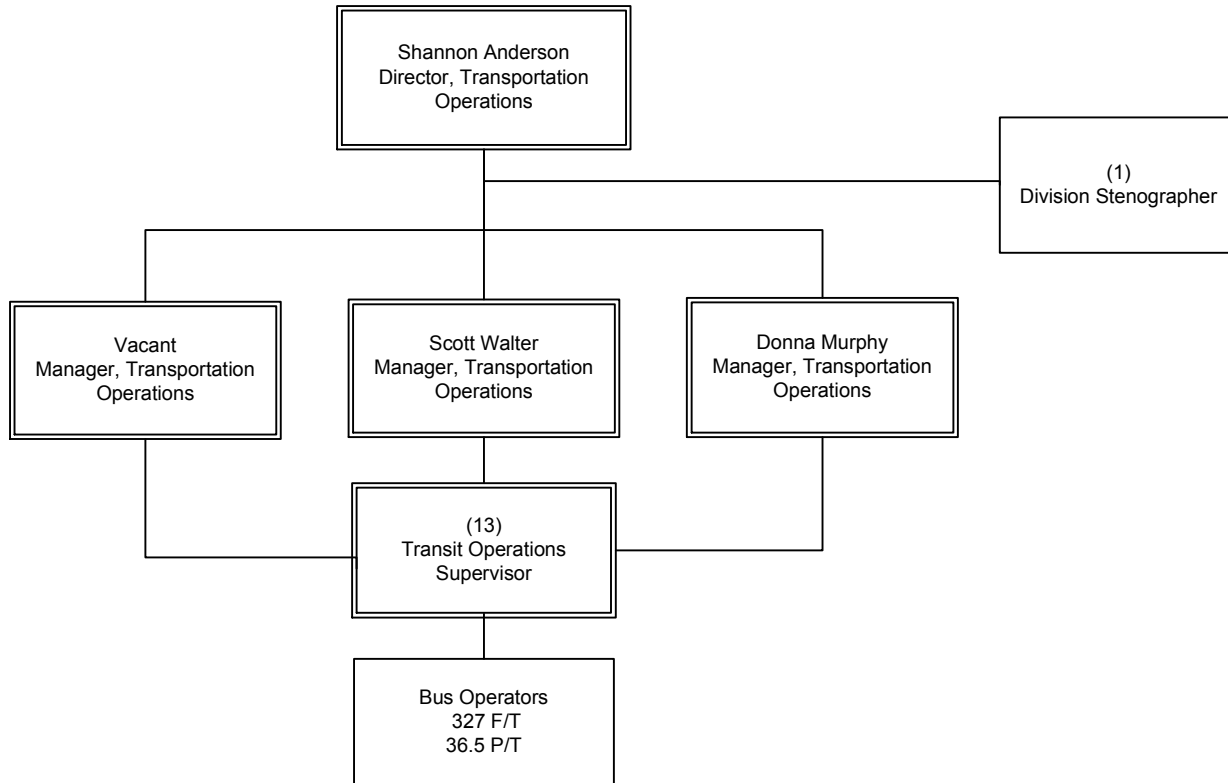 Shannon Anderson
Director, Transportation
Operations
(1)
Division Stenographer
Vacant
Manager, Transportation
Operations
Scott Walter
Manager, Transportation
Operations
Donna Murphy
Manager, Transportation
Operations
(13)
Transit Operations
Supervisor
Bus Operators
327 F/T
36.5 P/T